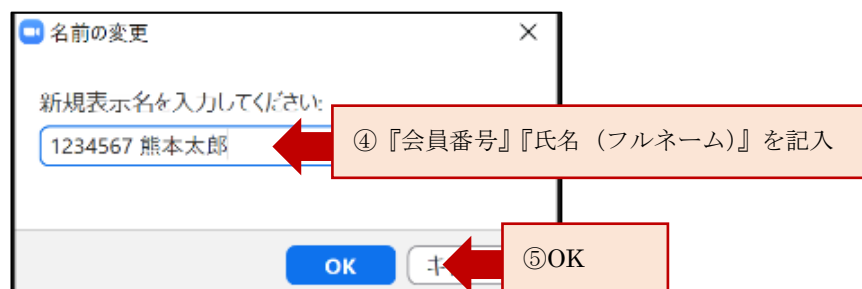 名前の変更
新規表示名を入力してください:
1234567 熊本太郎
④『会員番号』『氏名（フルネーム）』を記入
OK
キ
⑤OK